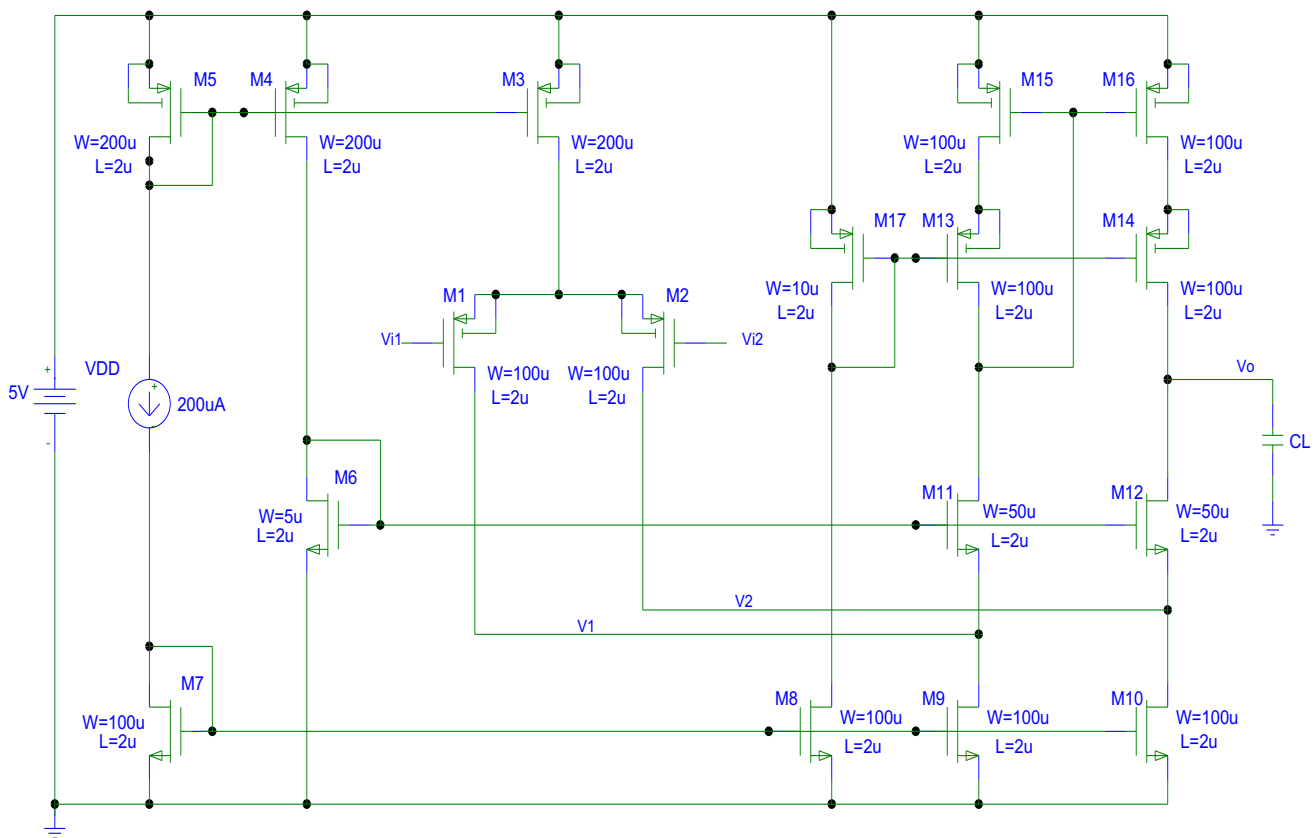 M5
M4
M3
M15
M16
W=200u
L=2u
W=200u
L=2u
W=200u
L=2u
W=100u
L=2u
W=100u
L=2u
M17
M13
M14
W=10u
L=2u
W=100u
L=2u
W=100u
L=2u
M1
M2
Vi1
Vi2
W=100u
L=2u
W=100u
L=2u
+
VDD
5V
-
+
200uA
-
Vo
CL
M6
W=5u
L=2u
M11
W=50u
L=2u
M12
W=50u
L=2u
V2
V1
M7
W=100u
L=2u
M8
W=100u
L=2u
M9
W=100u
L=2u
M10
W=100u
L=2u